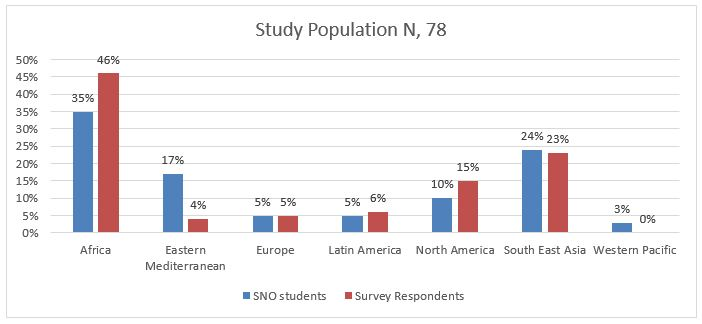 Study Population N, 78
50%
45%
40%
35%
30%
25%
20%
15%
10%
5%
0%
35%
46%
17%
4%
5%
5%
5%
6%
10%
15%
24%
23%
3%
0%
Africa
Eastern
Mediterranean
Europe
Latin America
North America
South East Asia
Western Pacific
SNO students
Survey Respondents